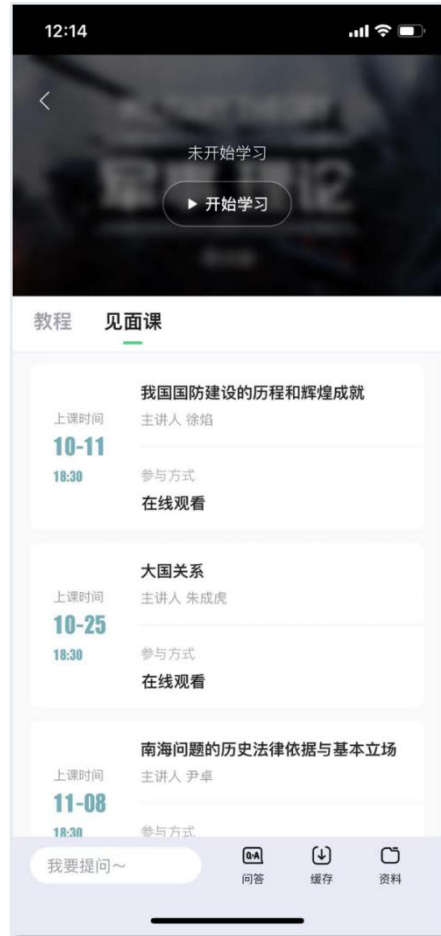 12:14
未开始学习
开始学习
教程 见面课
我国国防建设的历程和辉煌成就
上课时间
主讲人 徐焰
10-11
18:30
参与方式
在线观看
大国关系
上课时间
主讲人 朱成虎
10-25
18:30
参与方式
在线观看
南海问题的历史法律依据与基本立场
上课时间
主讲人 尹卓
11-08
18:30
参与方式
我要提问～
Q·A
问答 缓存 资料